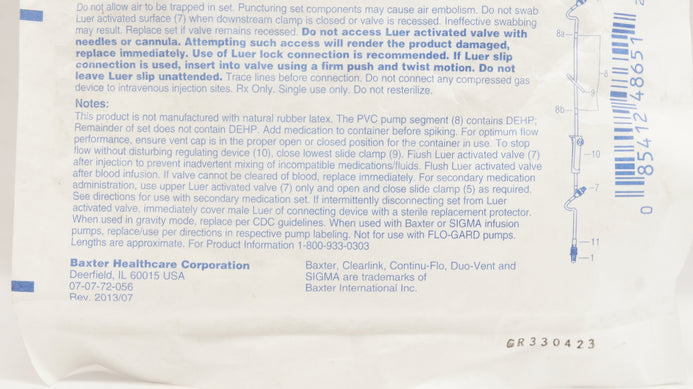 Do not allow air to be trapped in set. Puncturing set components may cause air embolism. Do not swab
Luer activated surface (7) when downstream clamp is closed or valve is recessed. Ineffective swabbing
may result. Replace set if valve remains recessed. Do not access Luer activated valve with
needles or cannula. Attempting such access will render the product damaged,
replace immediately. Use of Luer lock connection is recommended. If Luer slip
connection is used, insert into valve using a firm push and twist motion. Do not
leave Luer slip unattended. Trace lines before connection. Do not connect any compressed gas
device to intravenous injection sites. Rx Only. Single use only. Do not resterilize.
Notes:
This product is not manufactured with natural rubber latex. The PVC pump segment (8) contains DEHP;
Remainder of set does not contain DEHP. Add medication to container before spiking. For optimum flow
performance, ensure vent cap is in the proper open or closed position for the container in use. To stop
flow without disturbing regulating device (10), close lowest slide clamp (9). Flush Luer activated valve (7)
after injection to prevent inadvertent mixing of incompatible medications/fluids. Flush Luer activated valve
after blood infusion. If valve cannot be cleared of blood, replace immediately. For secondary medication
administration, use upper Luer activated valve (7) only and open and close slide clamp (5) as required.
See directions for use with secondary medication set. If intermittently disconnecting set from Luer
activated valve, immediately cover male Luer of connecting device with a sterile replacement protector.
When used in gravity mode, replace per CDC guidelines. When used with Baxter or SIGMA infusion
pumps, replace/use per directions in respective pump labeling. Not for use with FLO-GARD pumps.
Lengths are approximate. For Product Information 1-800-933-0303
Baxter Healthcare Corporation
Deerfield, IL 60015 USA
07-07-72-056
Rev. 2013/07
Baxter, Clearlink, Continu-Flo, Duo-Vent and
SIGMA are trademarks of
Baxter International Inc.
8a
8
9
8b
10
7
11
1
0 85412 48651 2
GR330423